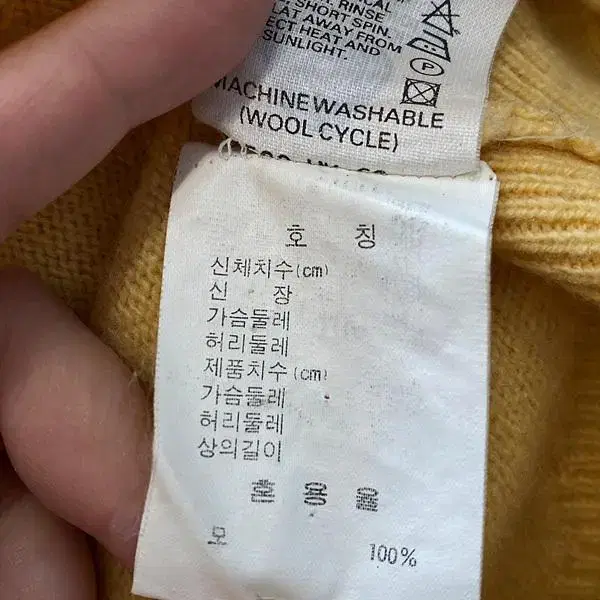 RINSE
SHORT SPIN.
AWAY FROM
HEAT AND
SUNLIGHT.
P
MACHINE WASHABLE
(WOOL CYCLE)
호 칭
신체치수(cm)
신 장
가슴둘레
허리둘레
제품치수(cm)
가슴둘레
허리둘레
상의길이
혼 용 율
모 100%